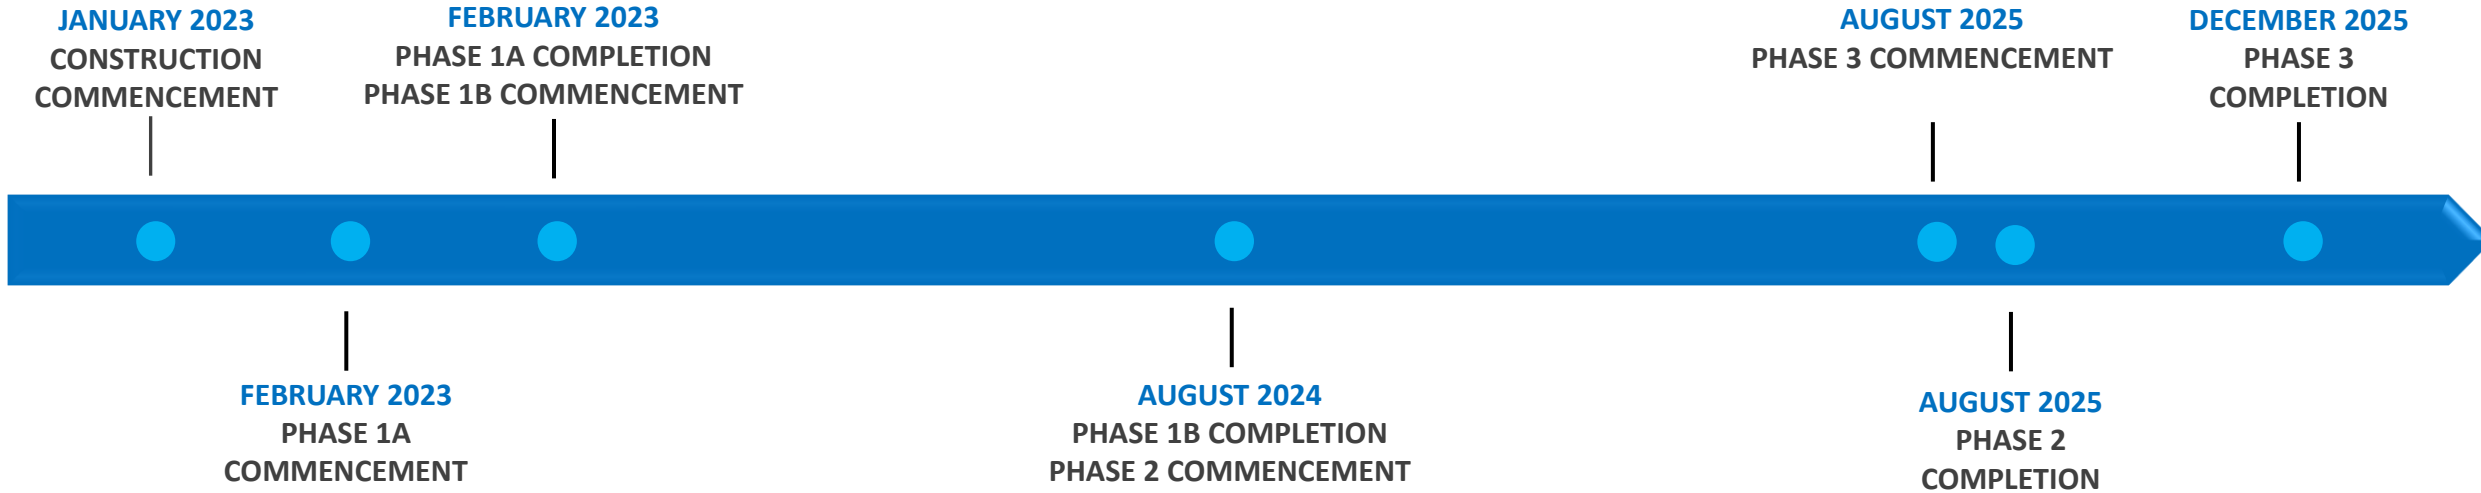 JANUARY 2023
CONSTRUCTION
COMMENCEMENT
FEBRUARY 2023
PHASE 1A COMPLETION
PHASE 1B COMMENCEMENT
AUGUST 2025
PHASE 3 COMMENCEMENT
DECEMBER 2025
PHASE 3
COMPLETION
FEBRUARY 2023
PHASE 1A
COMMENCEMENT
AUGUST 2024
PHASE 1B COMPLETION
PHASE 2 COMMENCEMENT
AUGUST 2025
PHASE 2
COMPLETION